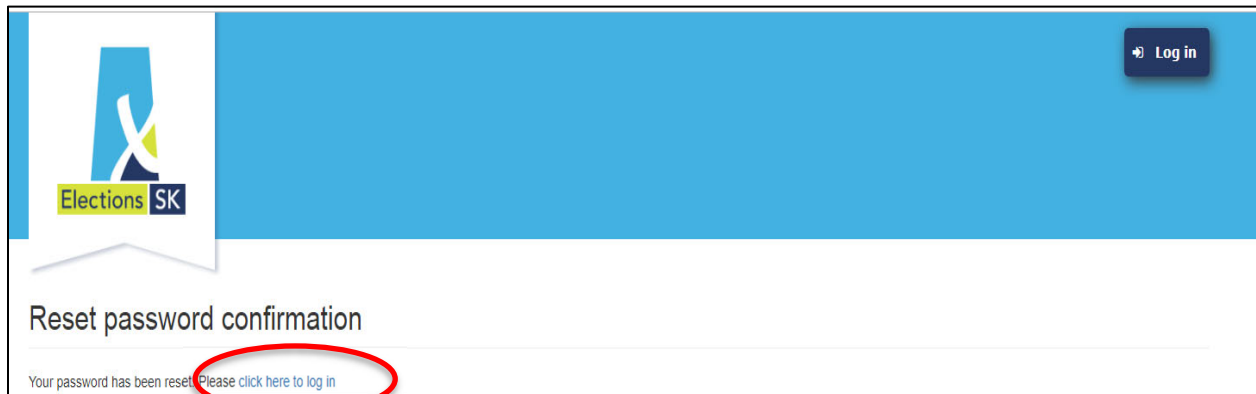 Log in
Elections SK
Reset password confirmation
Your password has been reset. Please click here to log in